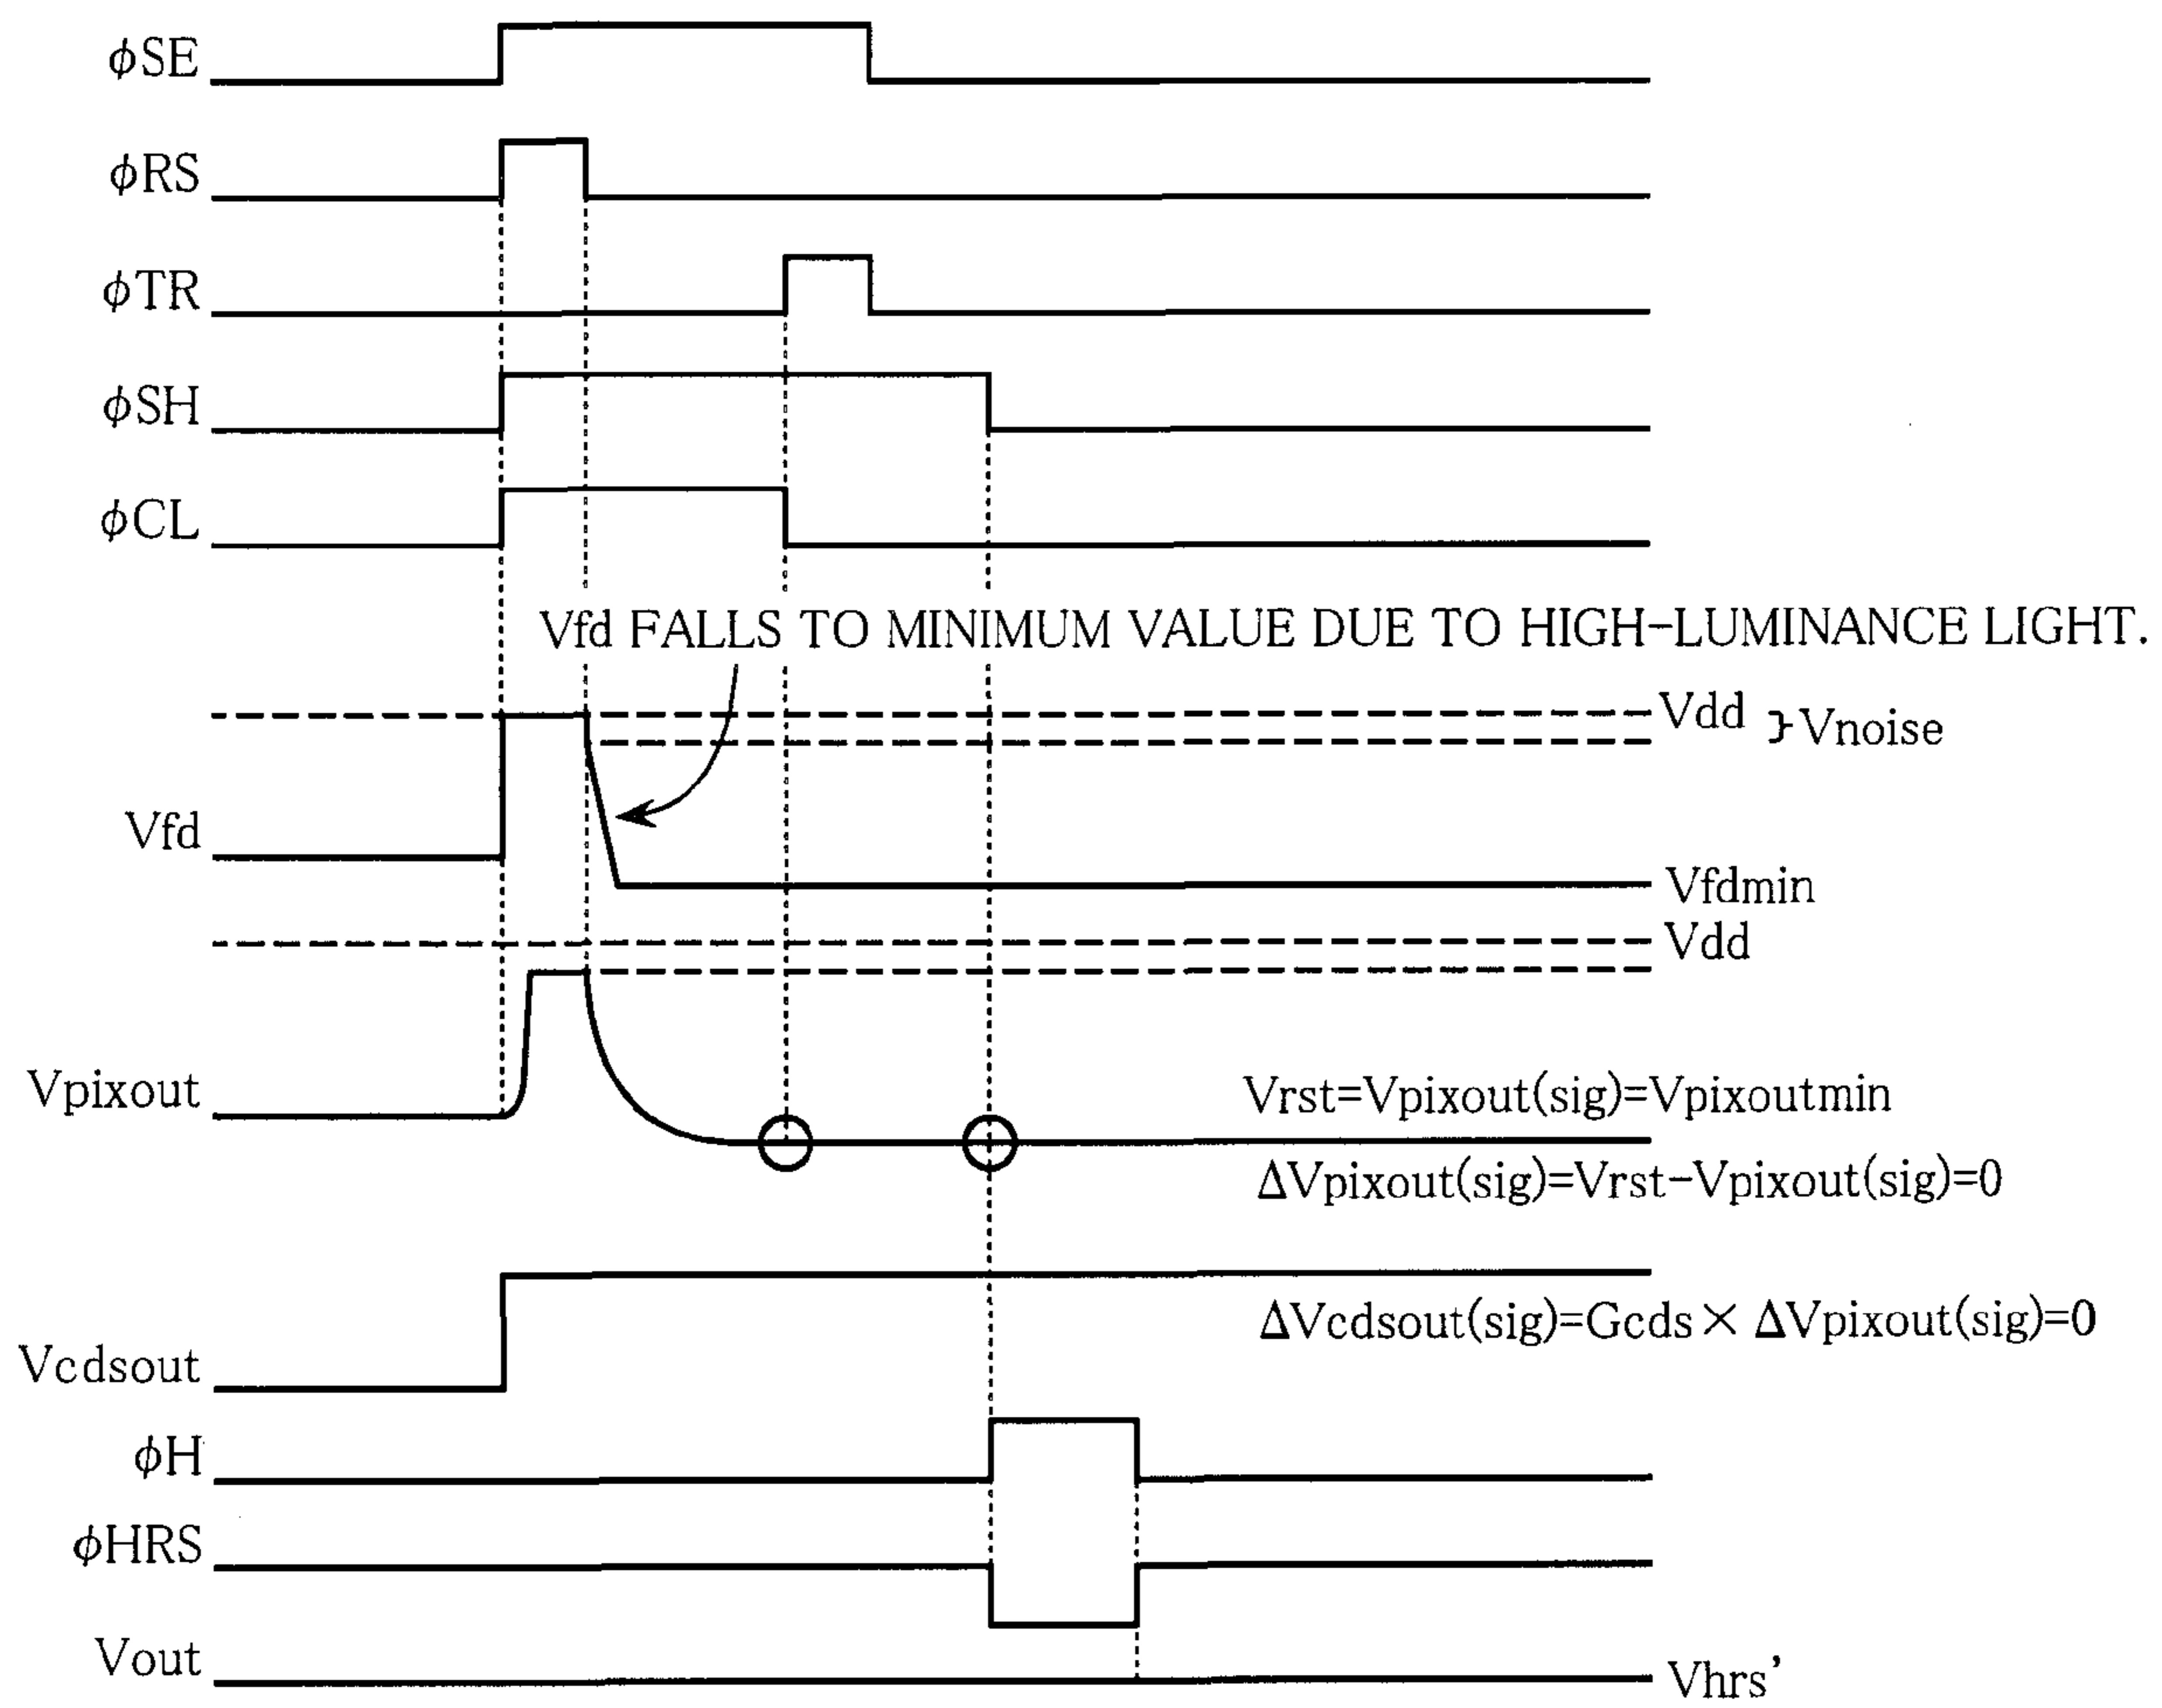 ϕSE
ϕRS
ϕTR
ϕSH
ϕCL
Vfd FALLS TO MINIMUM VALUE DUE TO HIGH-LUMINANCE LIGHT.
Vdd }Vnoise
Vfd
Vfdmin
Vdd
Vpixout
Vrst=Vpixout(sig)=Vpixoutmin
ΔVpixout(sig)=Vrst-Vpixout(sig)=0
ΔVcdsout(sig)=Gcds×ΔVpixout(sig)=0
Vcdsout
ϕH
ϕHRS
Vout
Vhrs'